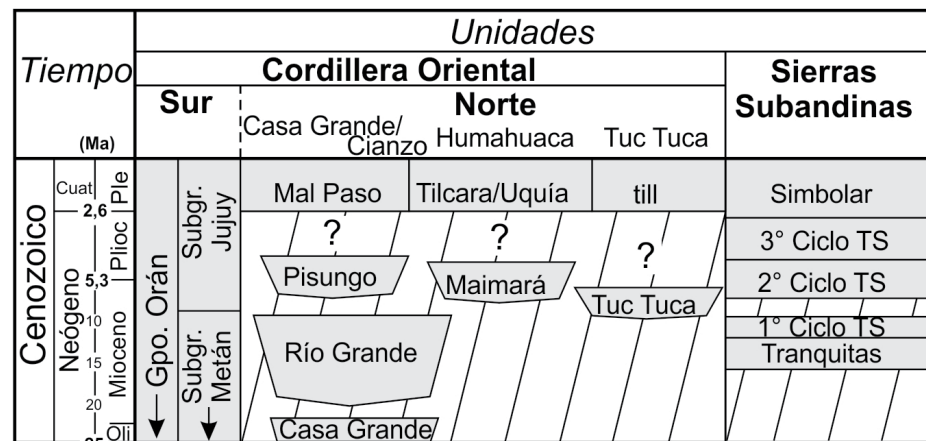 Unidades
Tiempo
Cordillera Oriental
Sierras
Subandinas
Sur
Norte
Casa Grande/
Cianzo
Humahuaca
Tuc Tuca
(Ma)
Cenozoico
Neógeno
Cuat
Ple
2,6
Plioc
5,3
Mioceno
10
15
20
Oli
Gpo. Orán
Subgr.
Jujuy
Subgr.
Metán
Mal Paso
Tilcara/Uquía
till
Simbolar
?
?
?
3° Ciclo TS
Pisungo
Maimará
2° Ciclo TS
Tuc Tuca
1° Ciclo TS
Río Grande
Tranquitas
Casa Grande